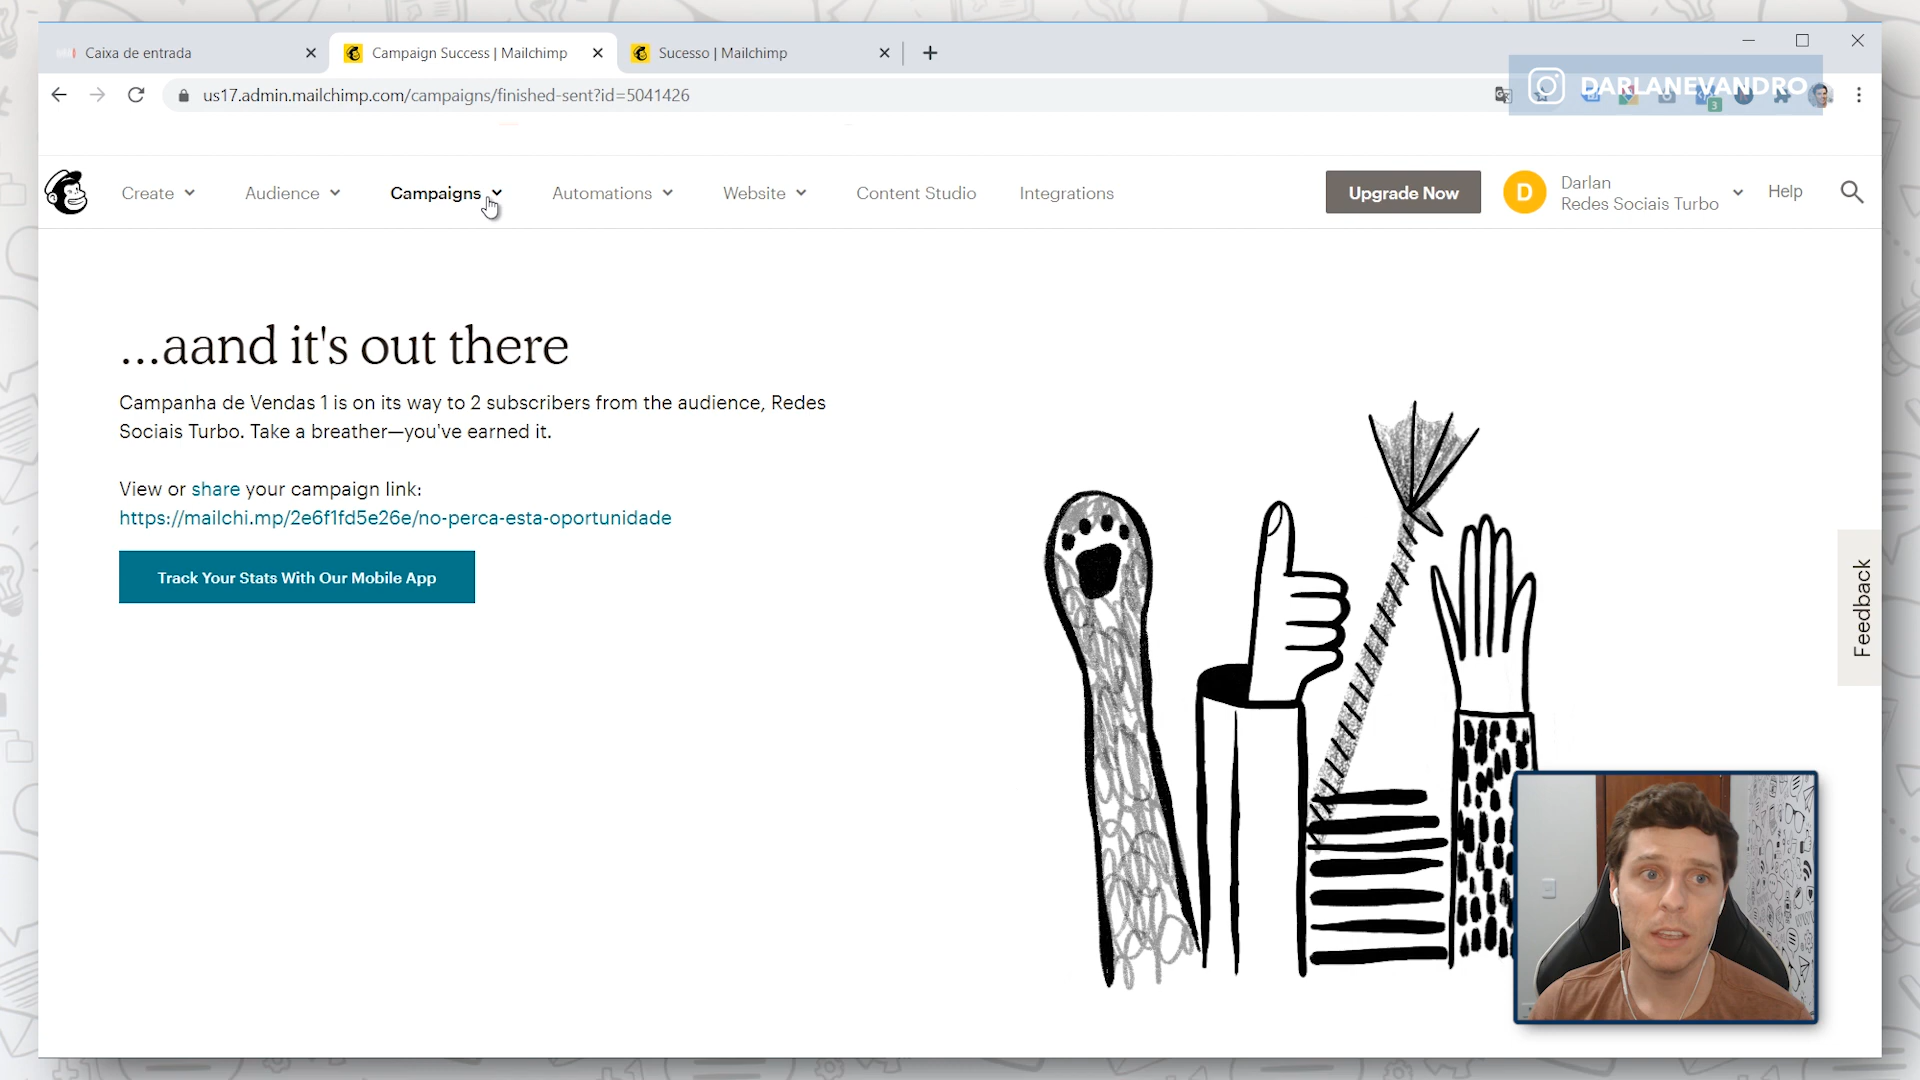 Caixa de entrada
Campaign Success | Mailchimp
Sucesso | Mailchimp
us17.admin.mailchimp.com/campaigns/finished-sent?id=5041426
DARLANEVANDRO
3
Create
Audience
Campaigns
Automations
Website
Content Studio
Integrations
Upgrade Now
D
Darlan
Redes Sociais Turbo
Help
...aand it's out there
Campanha de Vendas 1 is on its way to 2 subscribers from the audience, Redes
Sociais Turbo. Take a breather—you've earned it.
View or share your campaign link:
https://mailchi.mp/2e6f1fd5e26e/no-perca-esta-oportunidade
Track Your Stats With Our Mobile App
Feedback